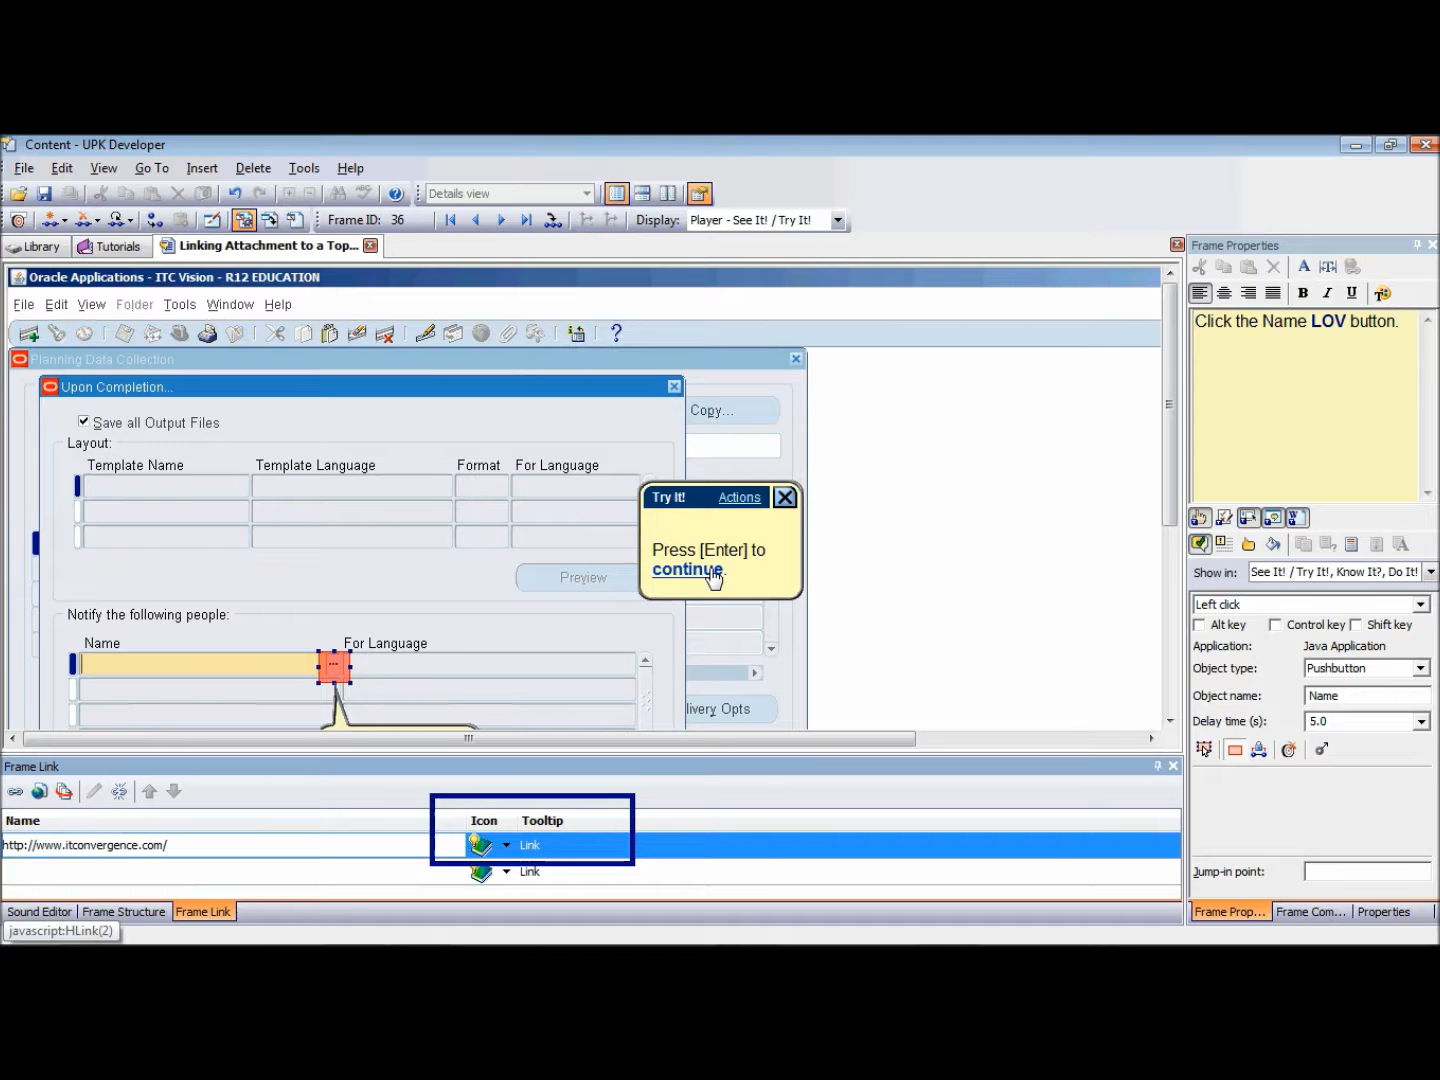 Content - UPK Developer
File Edit View Go To Insert Delete Tools Help
Details view
Frame ID: 36 Display: Player - See It! / Try It!
Library Tutorials Linking Attachment to a Top...
Oracle Applications - ITC Vision - R12 EDUCATION
File Edit View Folder Tools Window Help
Planning Data Collection
Upon Completion...
Copy...
Save all Output Files
Layout:
Template Name Template Language Format For Language
Preview
Try It! Actions
Press [Enter] to
continue.
Notify the following people:
Name For Language
livery Opts
Frame Link
Name Icon Tooltip
http://www.itconvergence.com/ Link
Link
Sound Editor Frame Structure Frame Link
javascript:HLink(2)
Frame Properties
B I U
Click the Name LOV button.
Show in: See It! / Try It!, Know It?, Do It!
Left click
Alt key Control key Shift key
Application: Java Application
Object type: Pushbutton
Object name: Name
Delay time (s): 5.0
Jump-in point:
Frame Prop... Frame Com... Properties